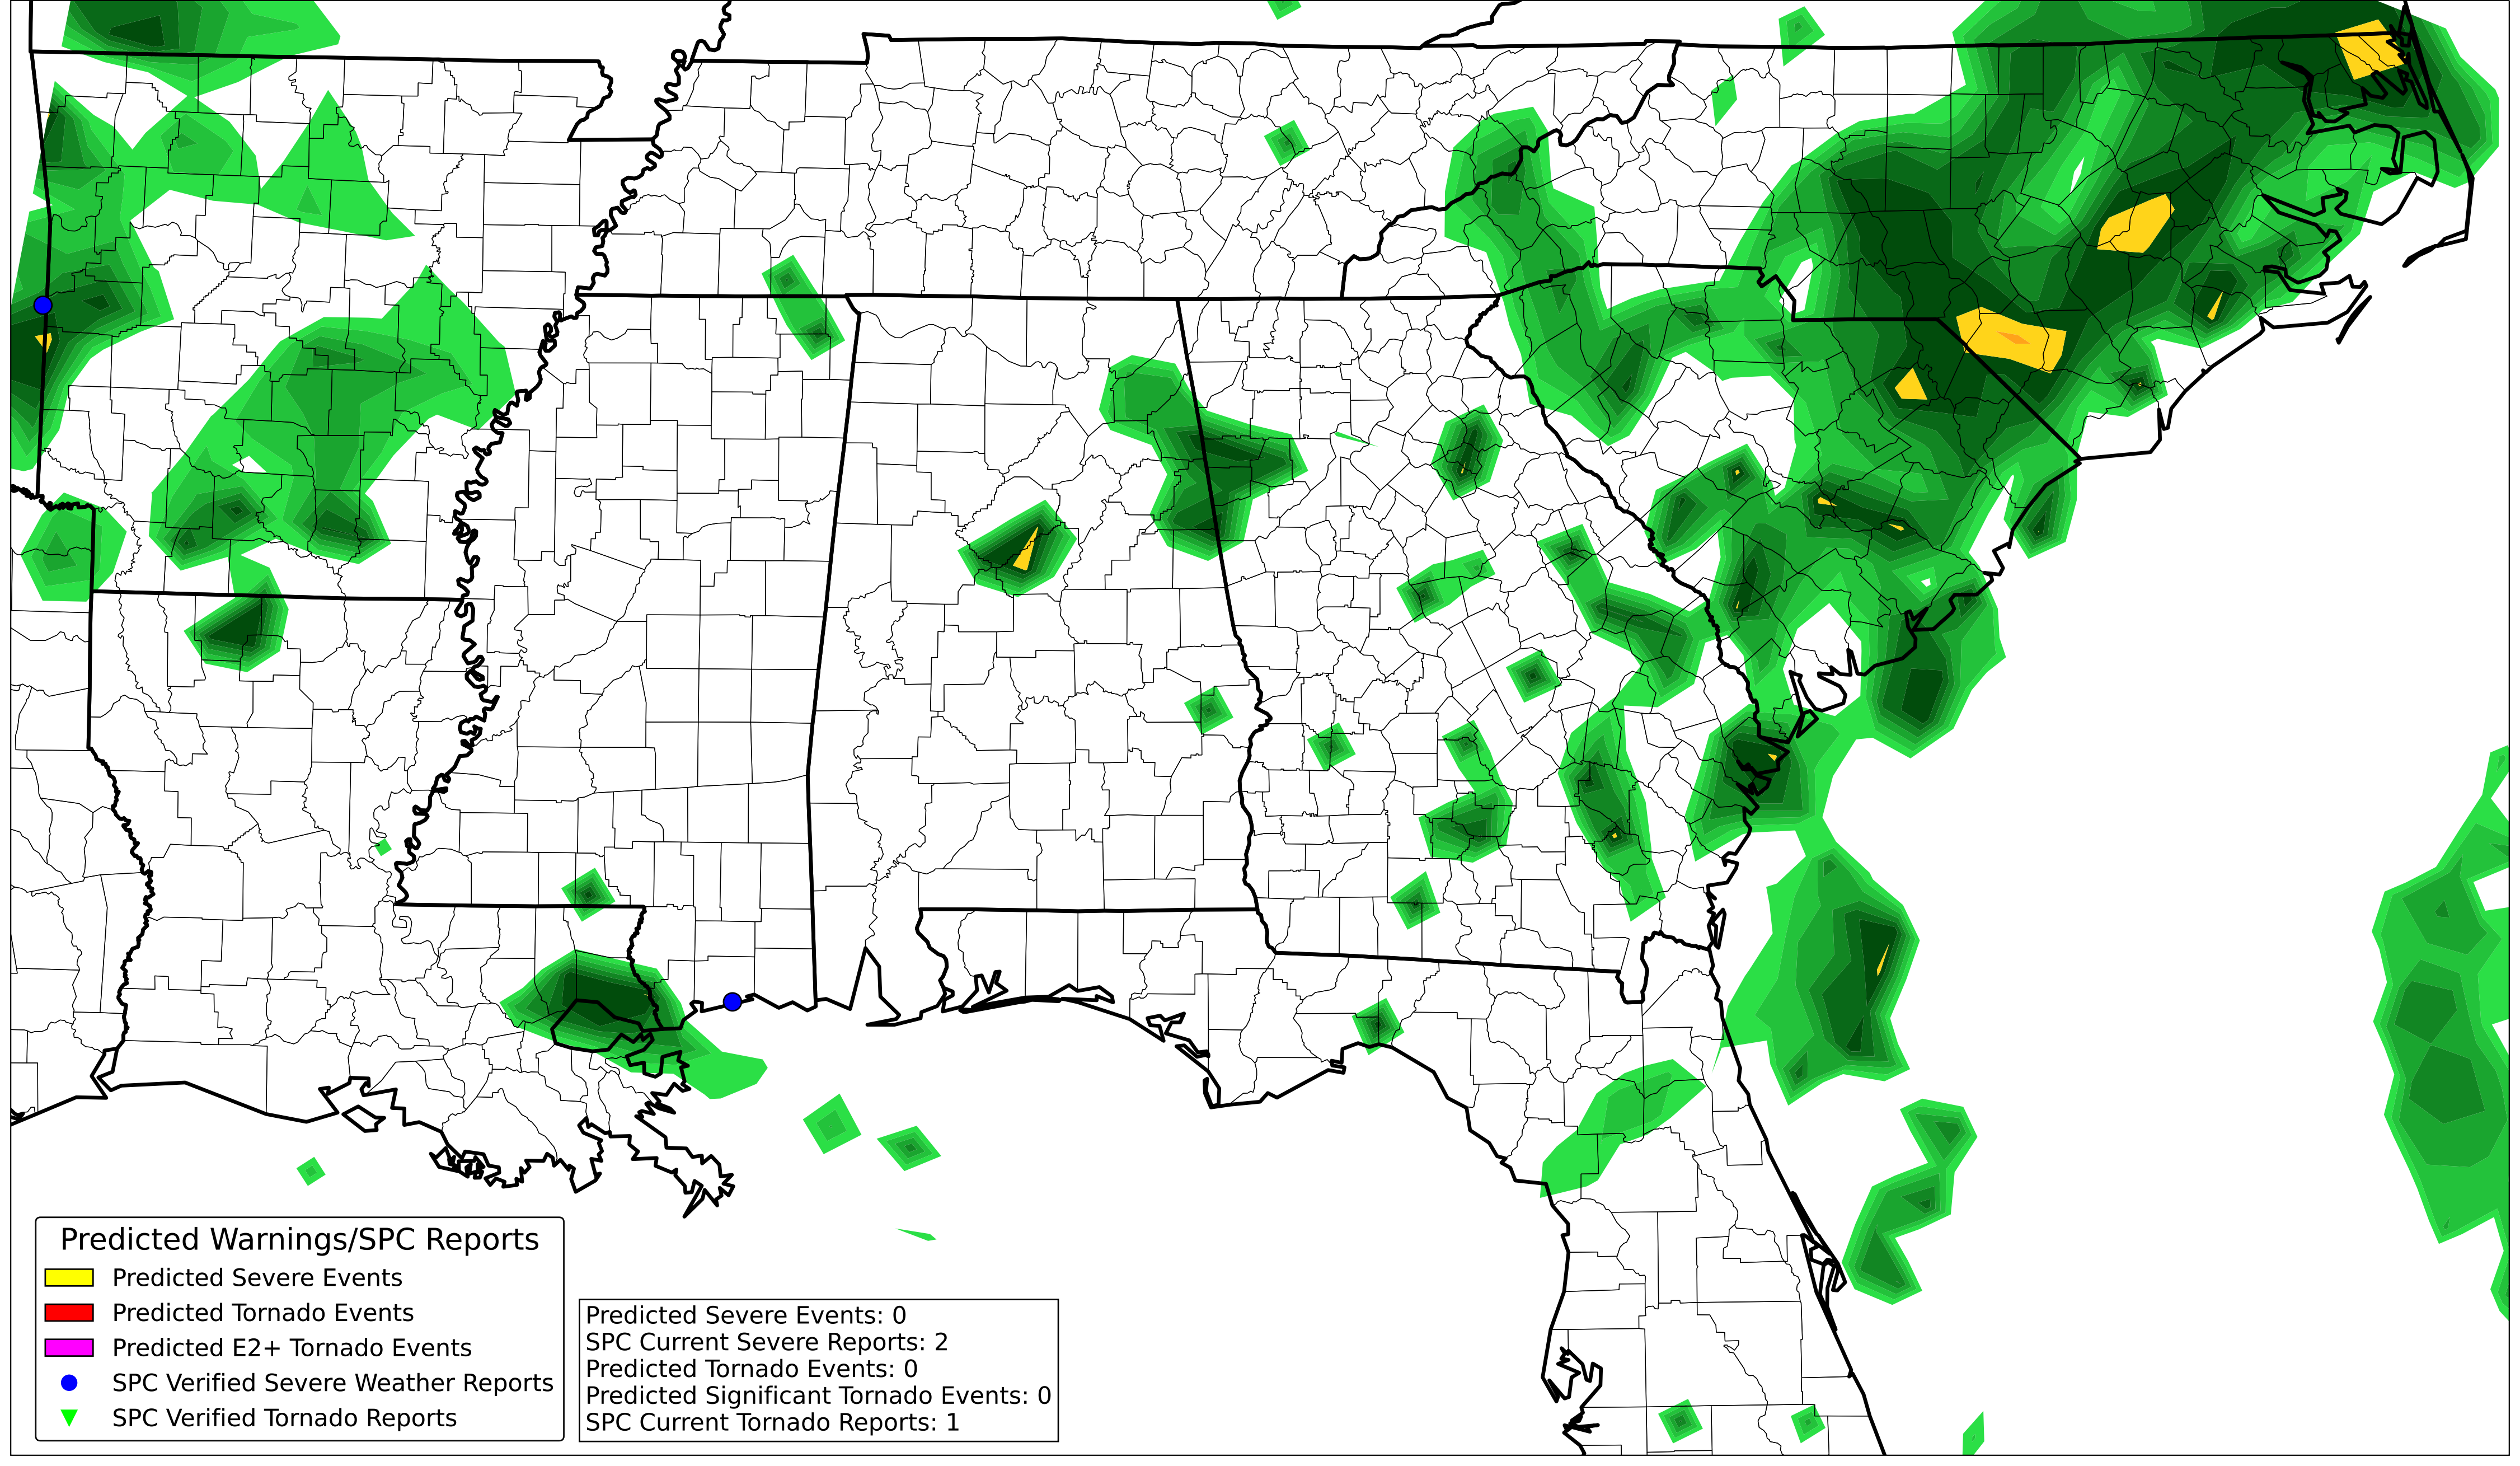 Predicted Warnings/SPC Reports
Predicted Severe Events
Predicted Tornado Events
Predicted E2+ Tornado Events
SPC Verified Severe Weather Reports
SPC Verified Tornado Reports
Predicted Severe Events: 0
SPC Current Severe Reports: 2
Predicted Tornado Events: 0
Predicted Significant Tornado Events: 0
SPC Current Tornado Reports: 1